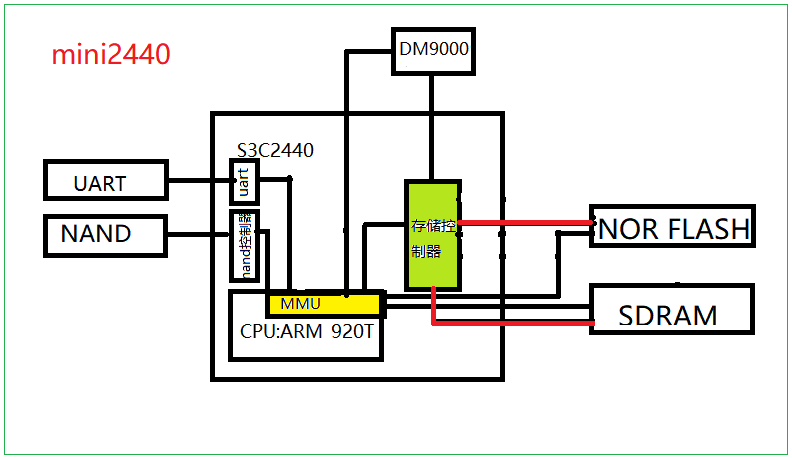 mini2440
DM9000
S3C2440
UART
uart
NAND
nand控制器
存储控
制器
NOR FLASH
MMU
CPU:ARM 920T
SDRAM